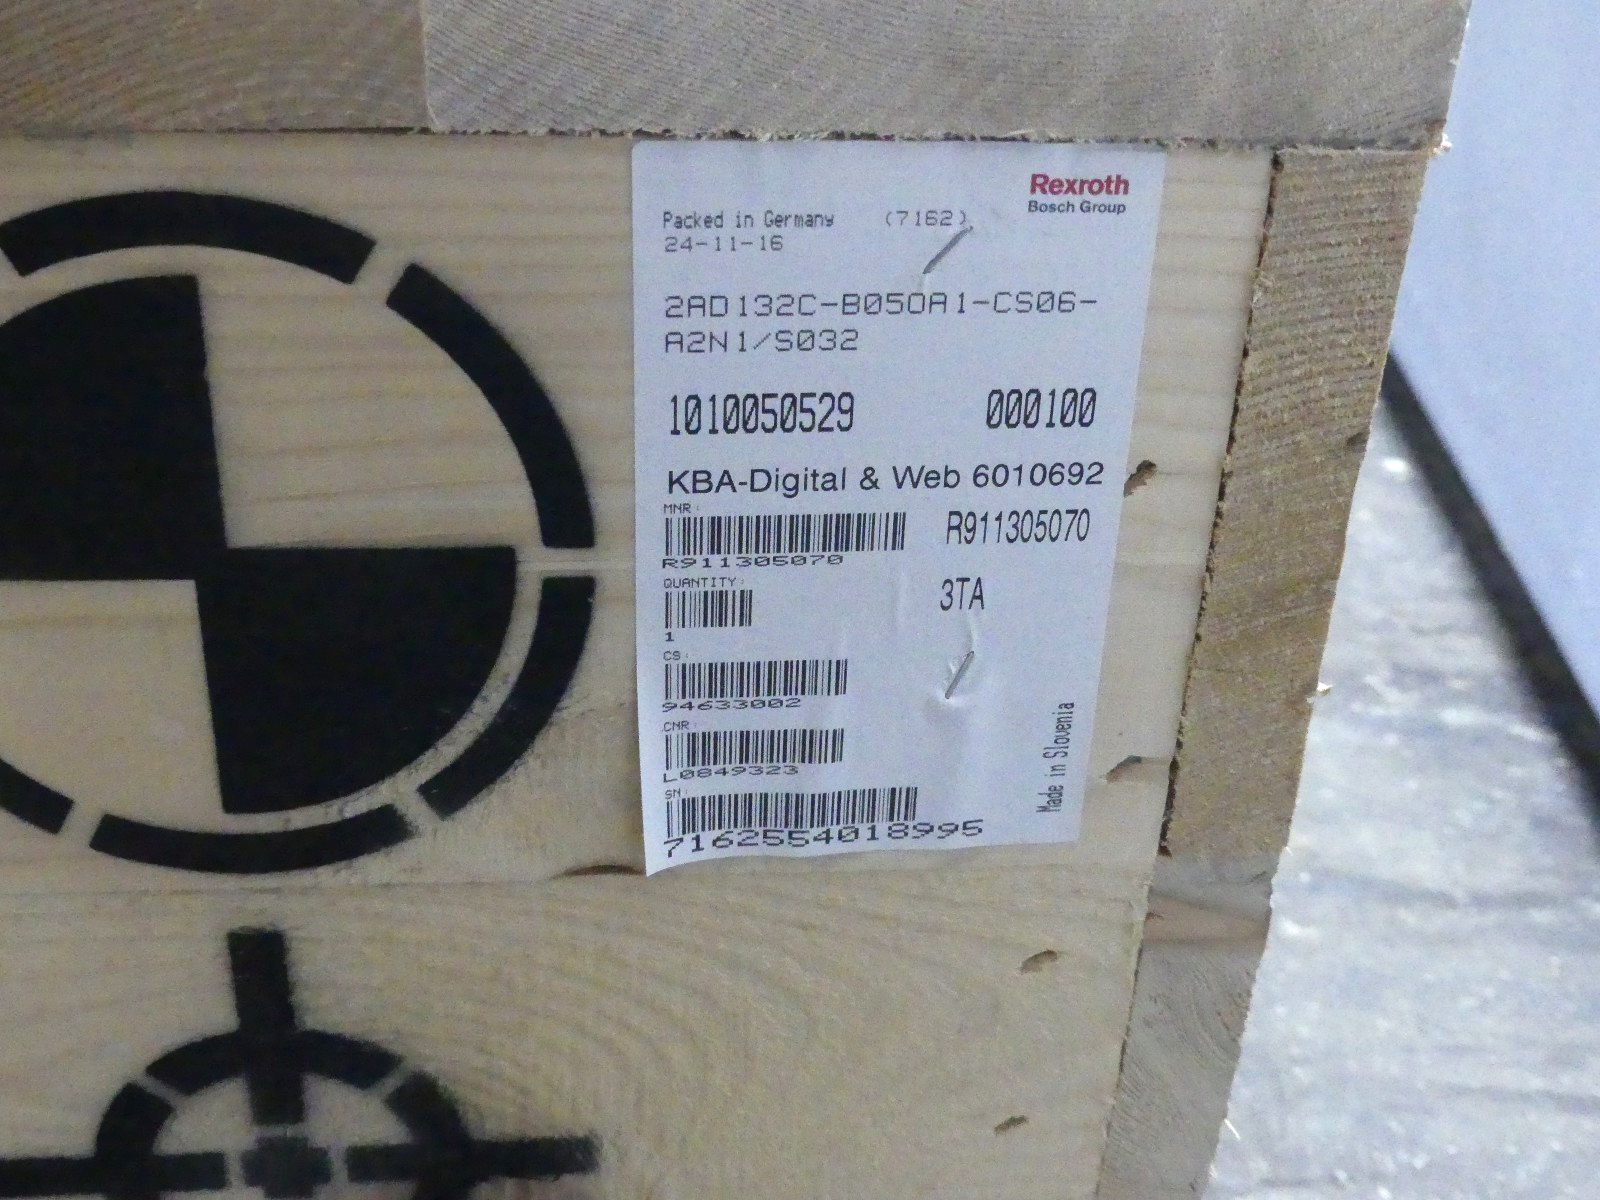 Rexroth
Bosch Group
Packed in Germany (7162)
24-11-16
2AD132C-B050A1-CS06-
A2N1/S032
1010050529 000100
KBA-Digital & Web 6010692
MNR:
R911305070
R911305070
QUANTITY:
3TA
1
CS:
94633002
CNR:
L0849323
SN:
7162554018995
Made in Slovenia